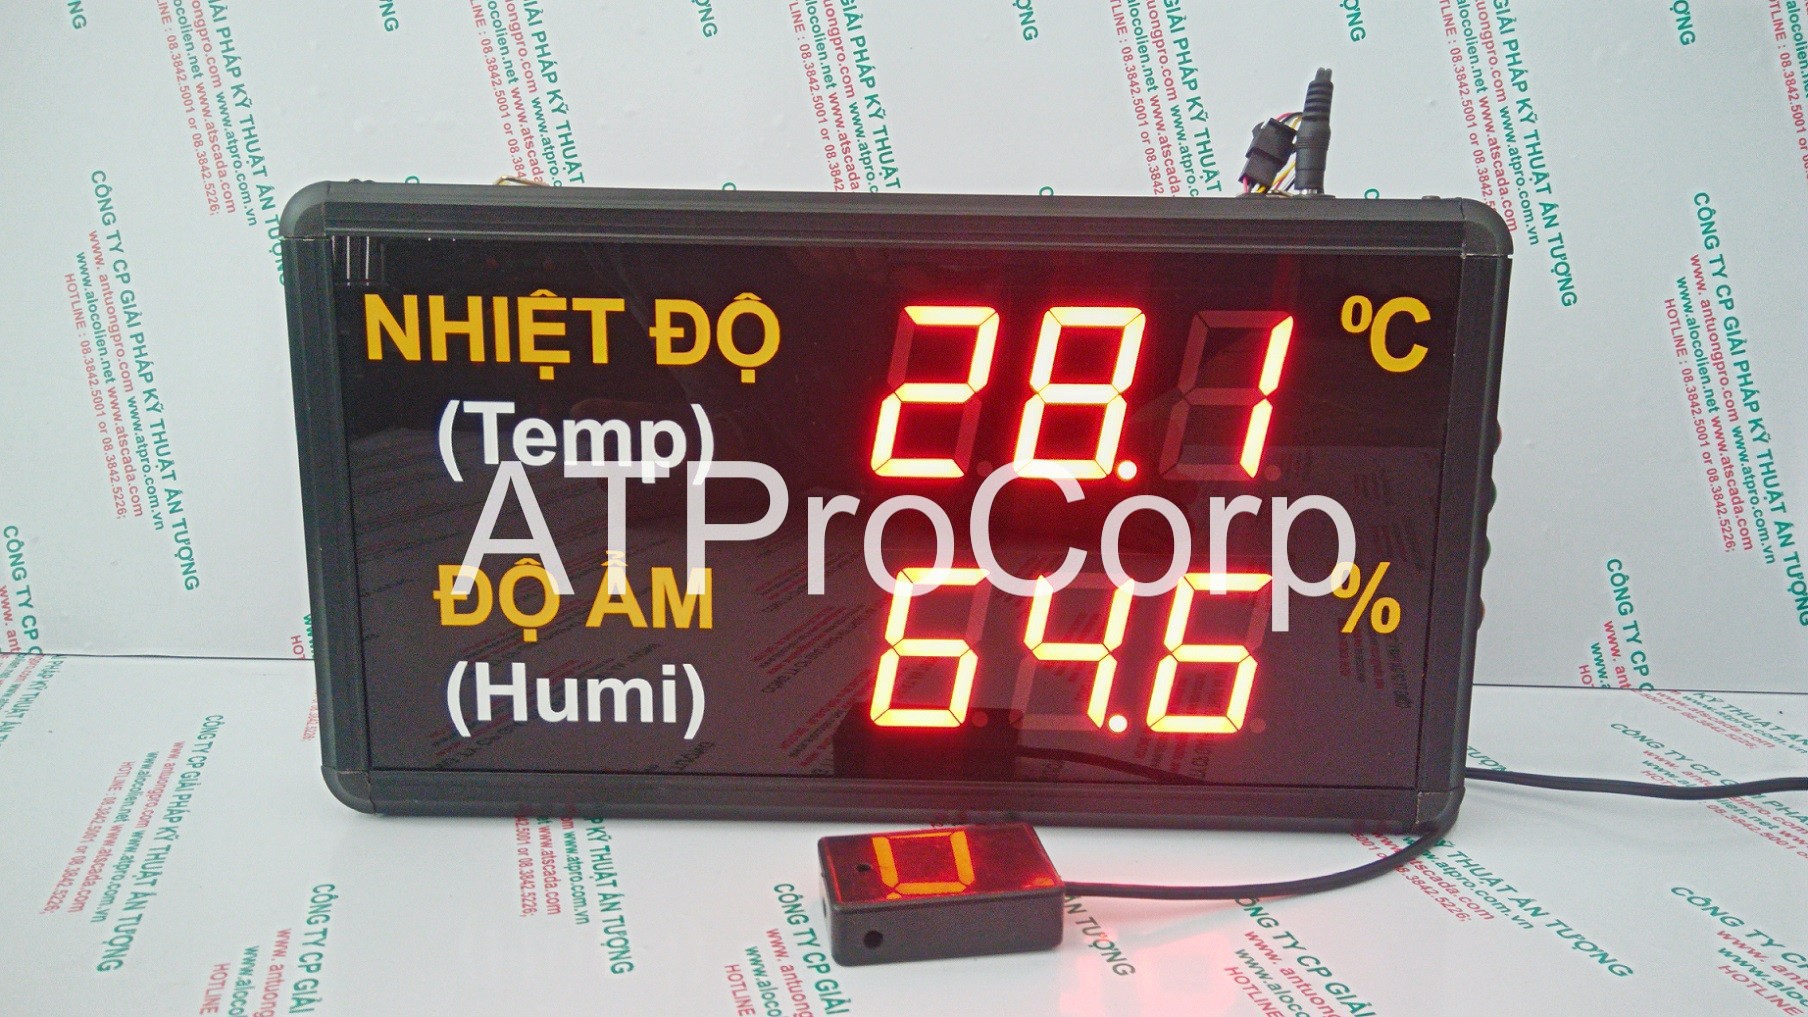 NHIỆT ĐỘ
28.1
ºC
(Temp)
ATProCorp
ĐỘ ẨM
64.6
%
(Humi)
CÔNG TY CP GIẢI PHÁP KỸ THUẬT ẤN TƯỢNG
www. antuongpro.com www.atpro.com.vn
www.alocolien.net www.atscada.com
HOTLINE : 08.3842.5001 or 08.3842.5226;